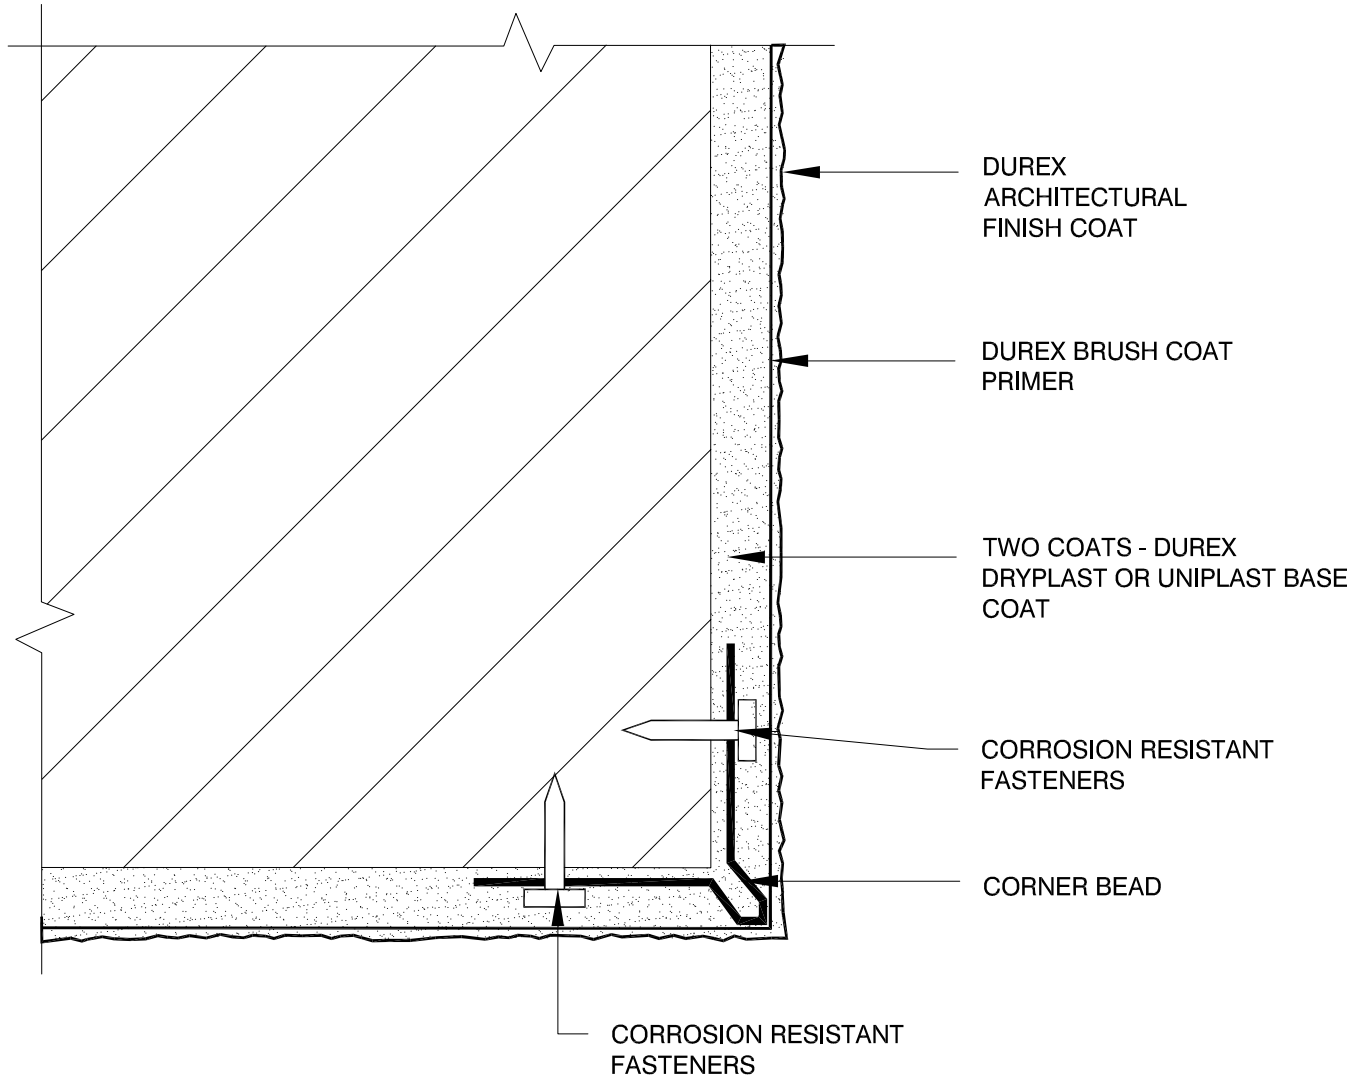 DUREX
ARCHITECTURAL
FINISH COAT
DUREX BRUSH COAT
PRIMER
TWO COATS - DUREX
DRYPLAST OR UNIPLAST BASE
COAT
CORROSION RESISTANT
FASTENERS
CORNER BEAD
CORROSION RESISTANT
FASTENERS